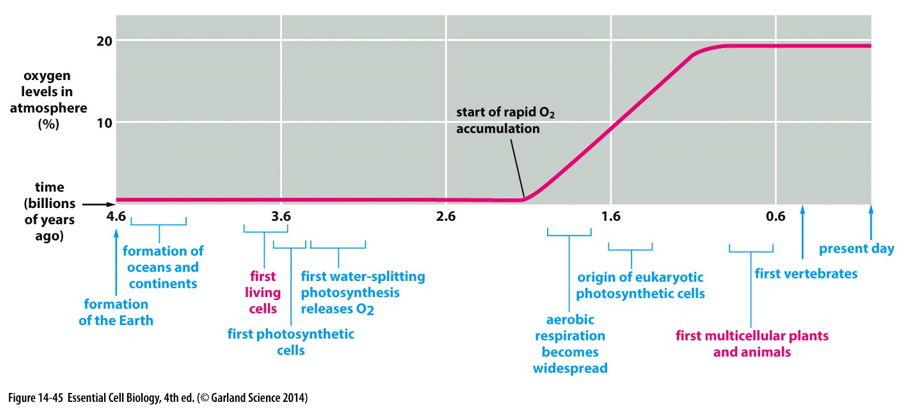 20
oxygen
levels in
atmosphere
(%)
10
start of rapid O₂
accumulation
time
(billions
of years
ago)
4.6
3.6
2.6
1.6
0.6
formation of
oceans and
continents
formation
of the Earth
first
living
cells
first water-splitting
photosynthesis
releases O2
first photosynthetic
cells
aerobic
respiration
becomes
widespread
origin of eukaryotic
photosynthetic cells
first multicellular plants
and animals
first vertebrates
present day
Figure 14-45 Essential Cell Biology, 4th ed. (© Garland Science 2014)